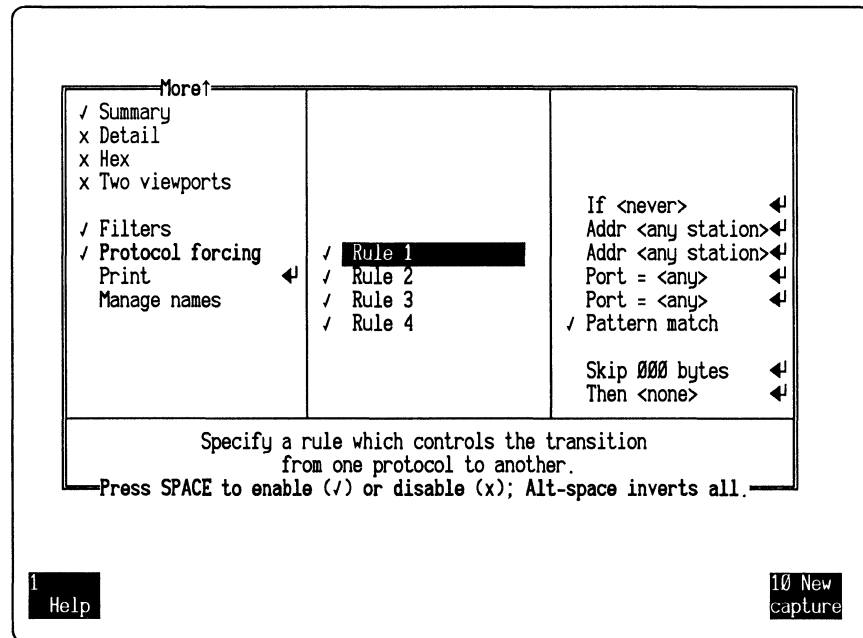 More↑
√ Summary
x Detail
x Hex
x Two viewports
√ Filters
√ Protocol forcing
Print ↵
Manage names
√ Rule 1
√ Rule 2
√ Rule 3
√ Rule 4
If <never> ↵
Addr <any station>↵
Addr <any station>↵
Port = <any> ↵
Port = <any> ↵
√ Pattern match
Skip 000 bytes ↵
Then <none> ↵
Specify a rule which controls the transition
from one protocol to another.
Press SPACE to enable (√) or disable (x); Alt-space inverts all.
1
Help
10 New
capture